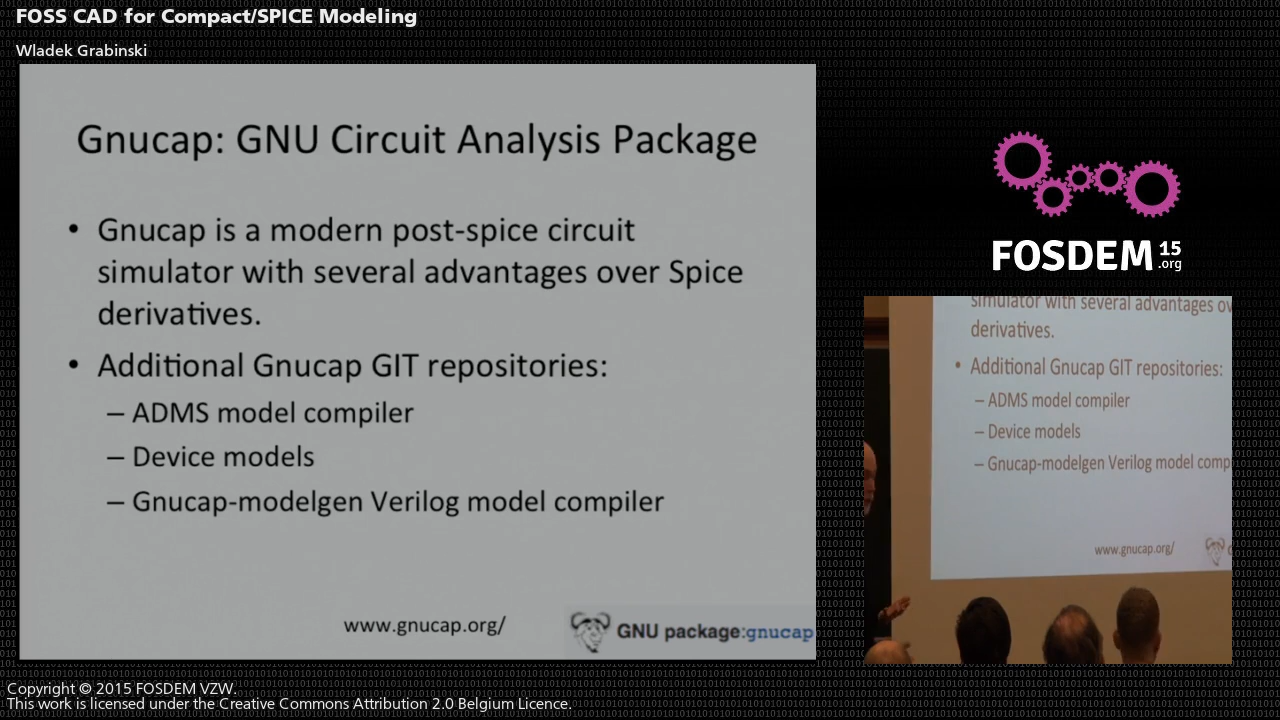 FOSS CAD for Compact/SPICE Modeling
Wladek Grabinski
Gnucap: GNU Circuit Analysis Package
• Gnucap is a modern post-spice circuit
simulator with several advantages over Spice
derivatives.
• Additional Gnucap GIT repositories:
– ADMS model compiler
– Device models
– Gnucap-modelgen Verilog model compiler
www.gnucap.org/
GNU package:gnucap
FOSDEM 15
.org
simulator with several advantages ov
derivatives.
• Additional Gnucap GIT repositories:
– ADMS model compiler
– Device models
– Gnucap-modelgen Verilog model comp
www.gnucap.org/
Copyright © 2015 FOSDEM VZW.
This work is licensed under the Creative Commons Attribution 2.0 Belgium Licence.